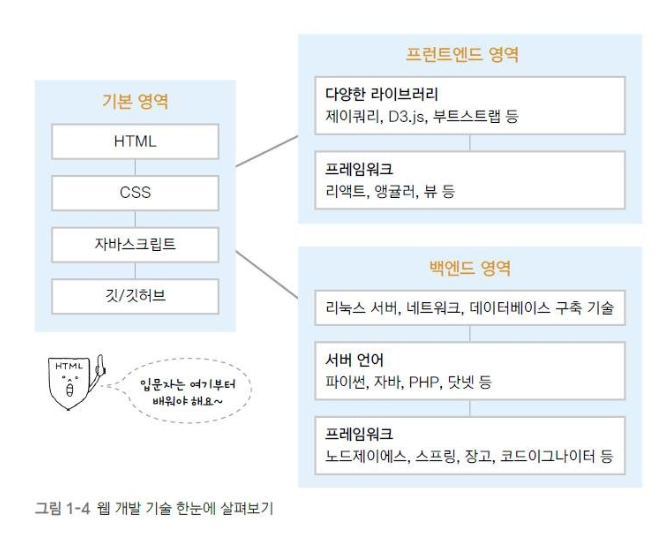 기본 영역
HTML
CSS
자바스크립트
깃/깃허브
프런트엔드 영역
다양한 라이브러리
제이쿼리, D3.js, 부트스트랩 등
프레임워크
리액트, 앵귤러, 뷰 등
백엔드 영역
리눅스 서버, 네트워크, 데이터베이스 구축 기술
서버 언어
파이썬, 자바, PHP, 닷넷 등
프레임워크
노드제이에스, 스프링, 장고, 코드이그나이터 등
HTML
입문자는 여기부터
배워야 해요~
그림 1-4 웹 개발 기술 한눈에 살펴보기